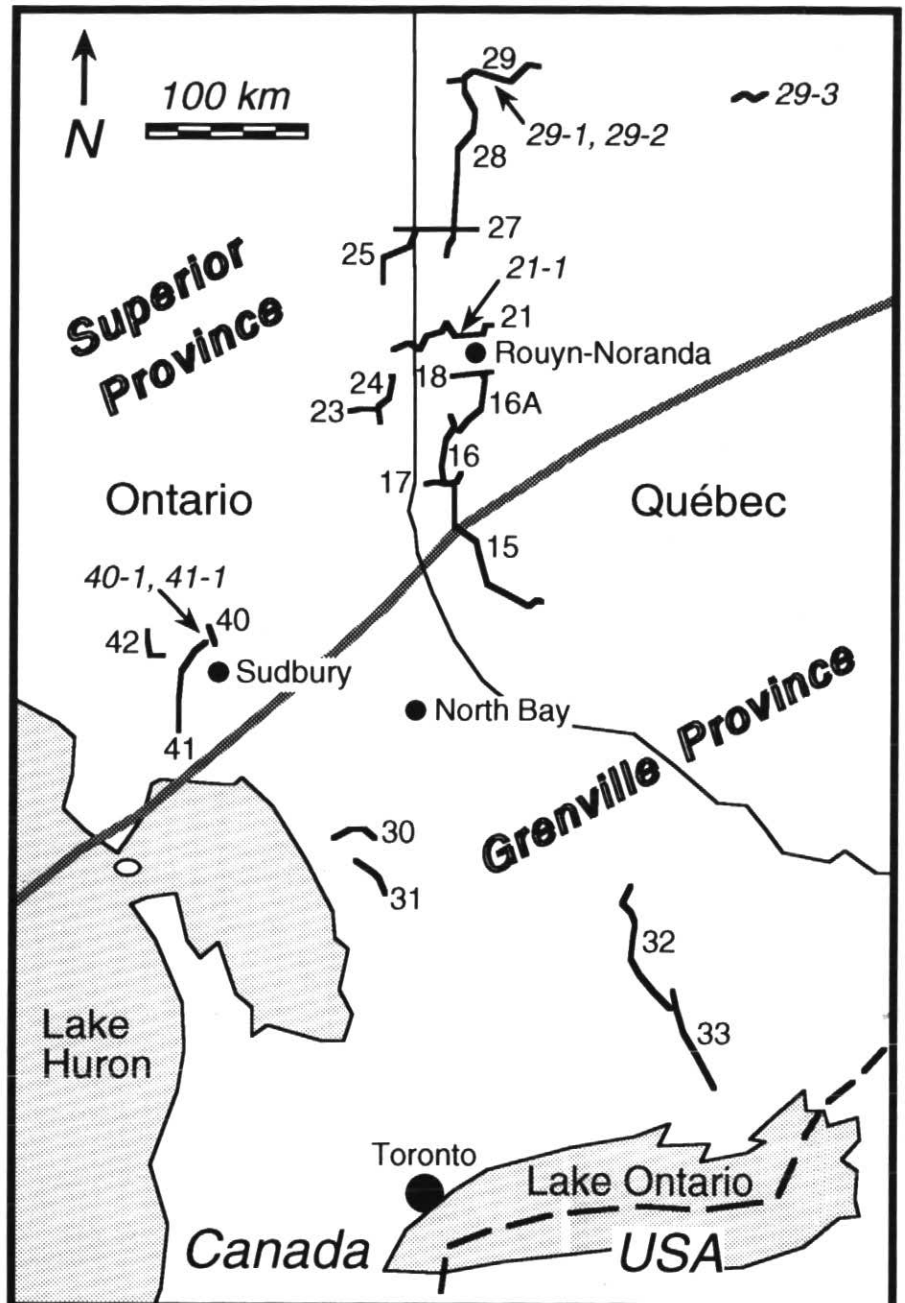 29
100 km
29-3
N
29-1, 29-2
28
27
25
21-1
Superior
Province
21
Rouyn-Noranda
24
18
23
16A
16
17
Ontario
Québec
15
40-1, 41-1
40
42
Sudbury
North Bay
41
Grenville Province
30
31
32
Lake
Huron
33
Toronto
Lake Ontario
Canada
USA